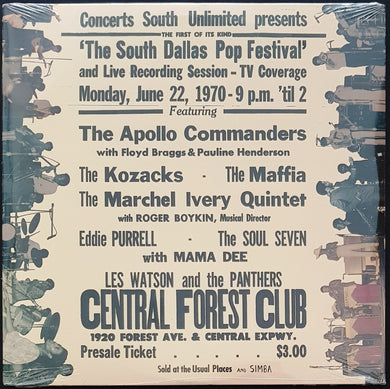 Concerts South Unlimited presents
THE FIRST OF ITS KIND
'The South Dallas Pop Festival'
and Live Recording Session - TV Coverage
Monday, June 22, 1970 - 9 p.m. 'til 2
Featuring
The Apollo Commanders
with Floyd Braggs & Pauline Henderson
The Kozacks · The Maffia
The Marchel Ivery Quintet
with ROGER BOYKIN, Musical Director
Eddie PURRELL · The SOUL SEVEN
with MAMA DEE
LES WATSON and the PANTHERS
CENTRAL FOREST CLUB
1920 FOREST AVE. & CENTRAL EXPWY.
Presale Ticket . . . . . $3.00
Sold at the Usual Places AND SIMBA